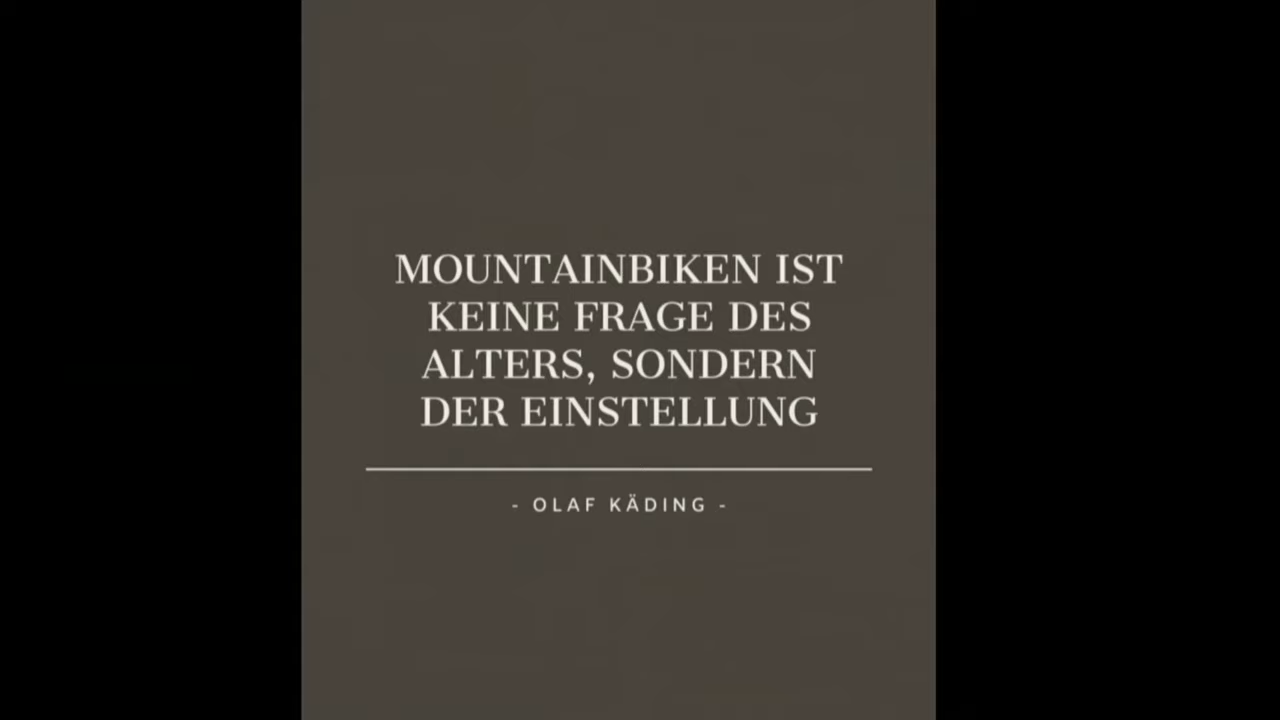 MOUNTAINBIKEN IST
KEINE FRAGE DES
ALTERS, SONDERN
DER EINSTELLUNG
- OLAF KÄDING -